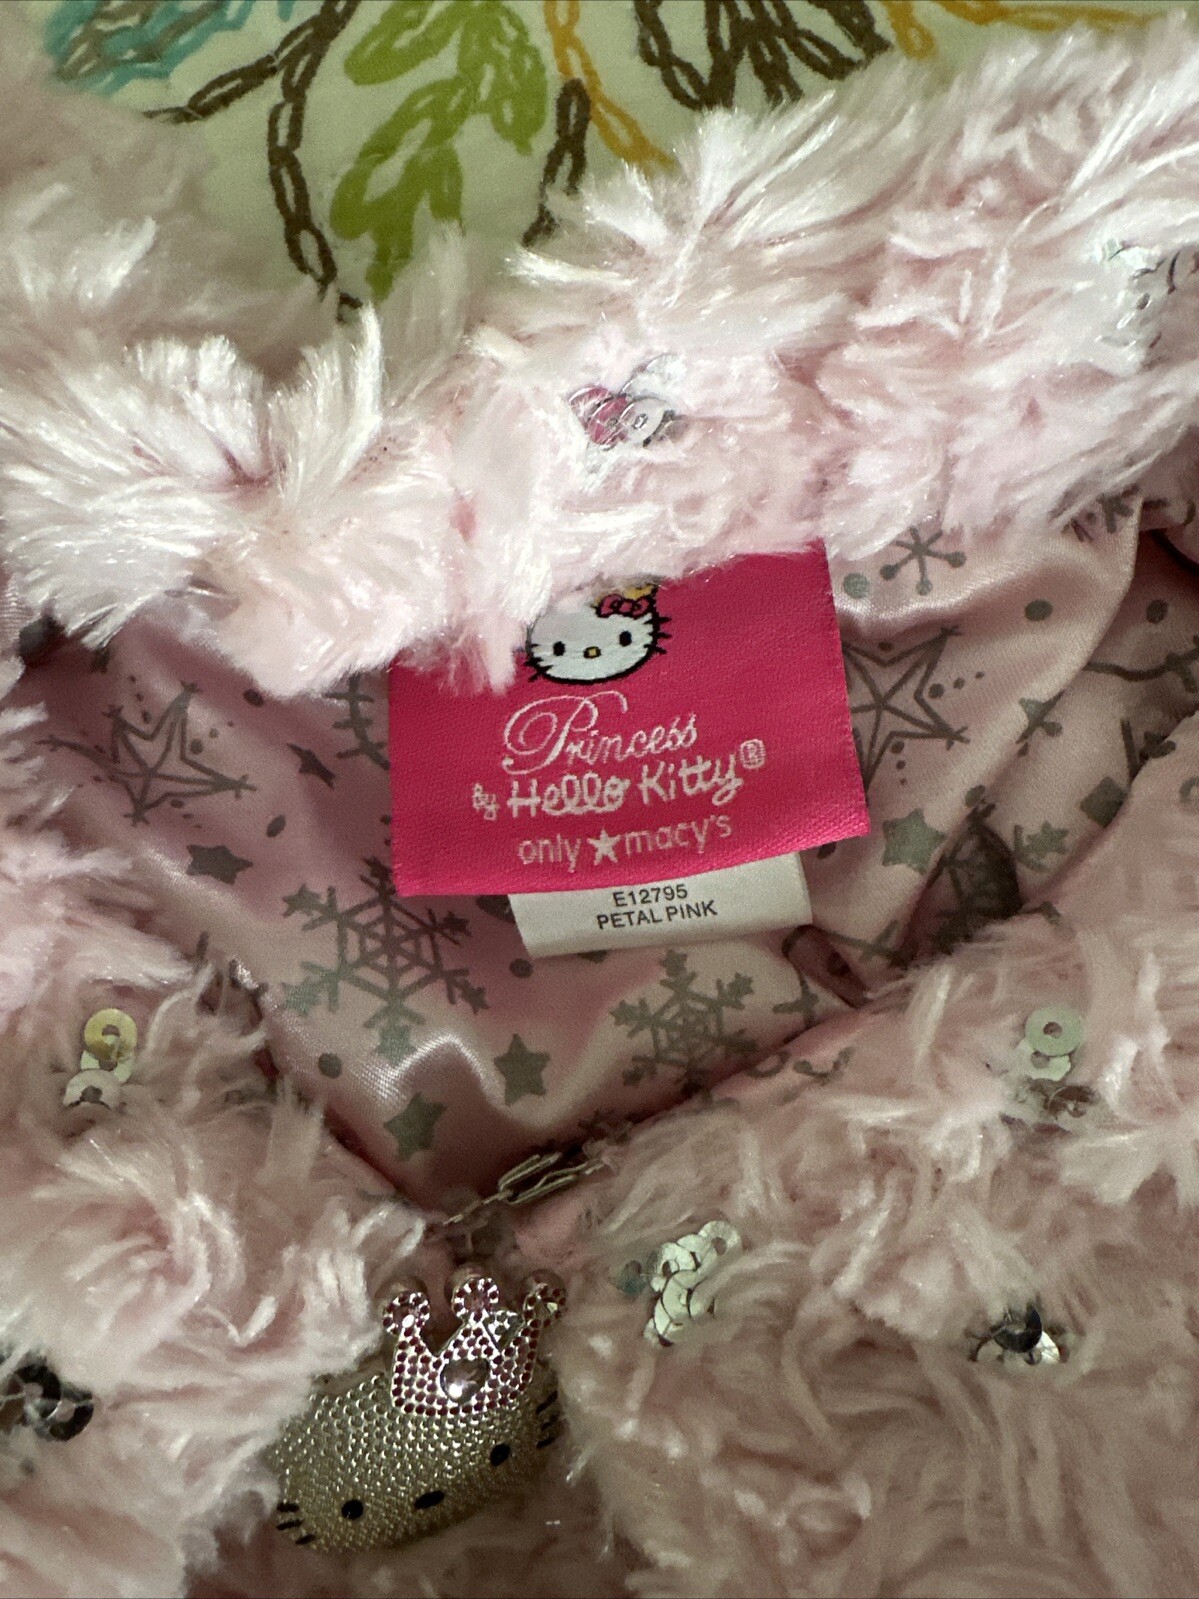 Princess
by Hello Kitty®
only ★ macy's
E12795
PETAL PINK